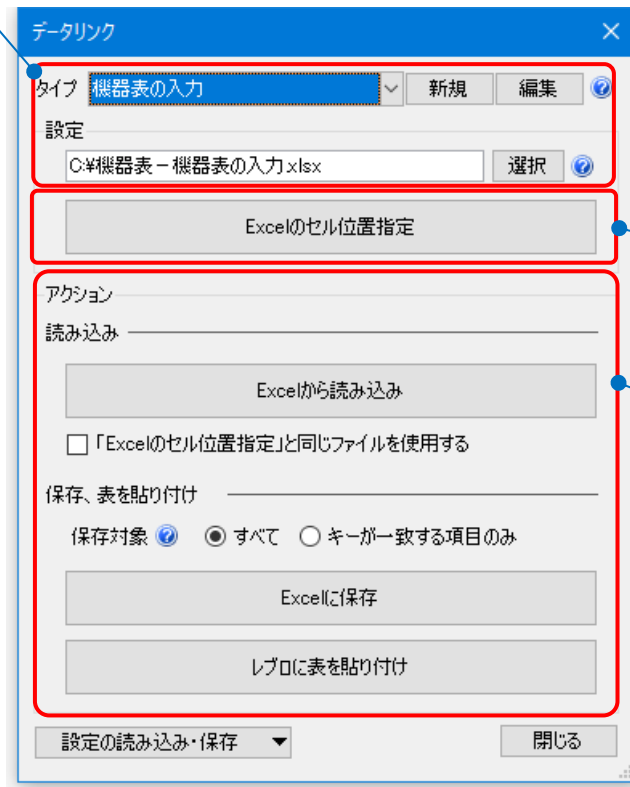 データリンク
タイプ 機器表の入力 新規 編集
設定
C:¥機器表－機器表の入力.xlsx 選択
Excelのセル位置指定
アクション
読み込み
Excelから読み込み
「Excelのセル位置指定」と同じファイルを使用する
保存、表を貼り付け
保存対象 すべて キーが一致する項目のみ
Excelに保存
レブロに表を貼り付け
設定の読み込み・保存 閉じる